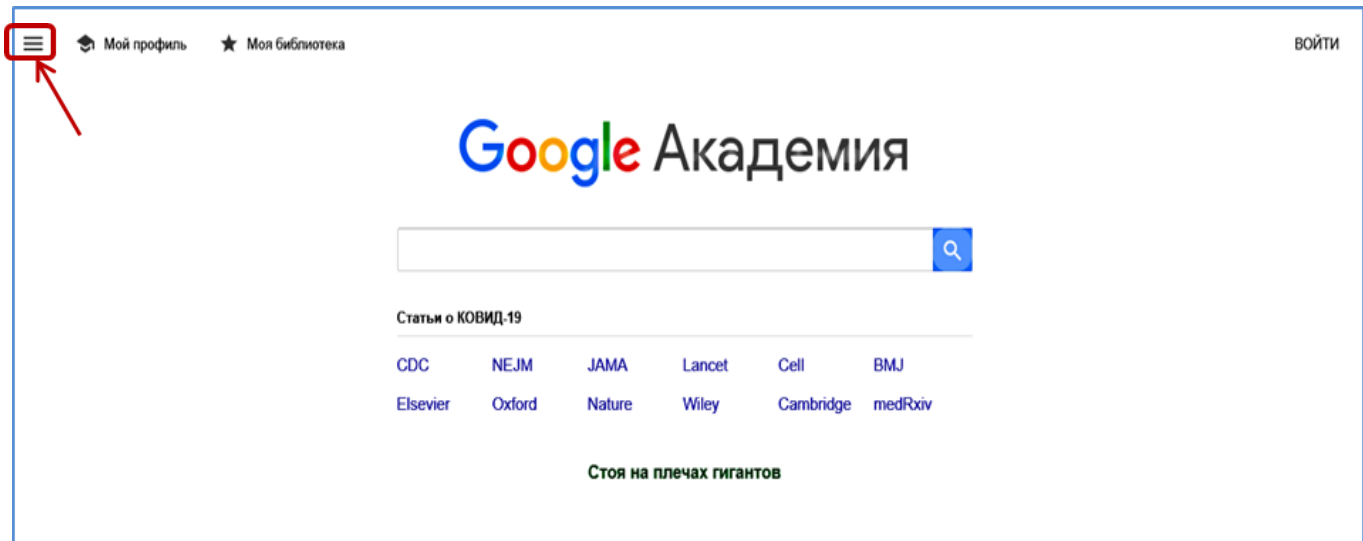 Мой профиль
Моя библиотека
ВОЙТИ
Google Академия
Статьи о КОВИД-19
CDC NEJM JAMA Lancet Cell BMJ
Elsevier Oxford Nature Wiley Cambridge medRxiv
Стоя на плечах гигантов